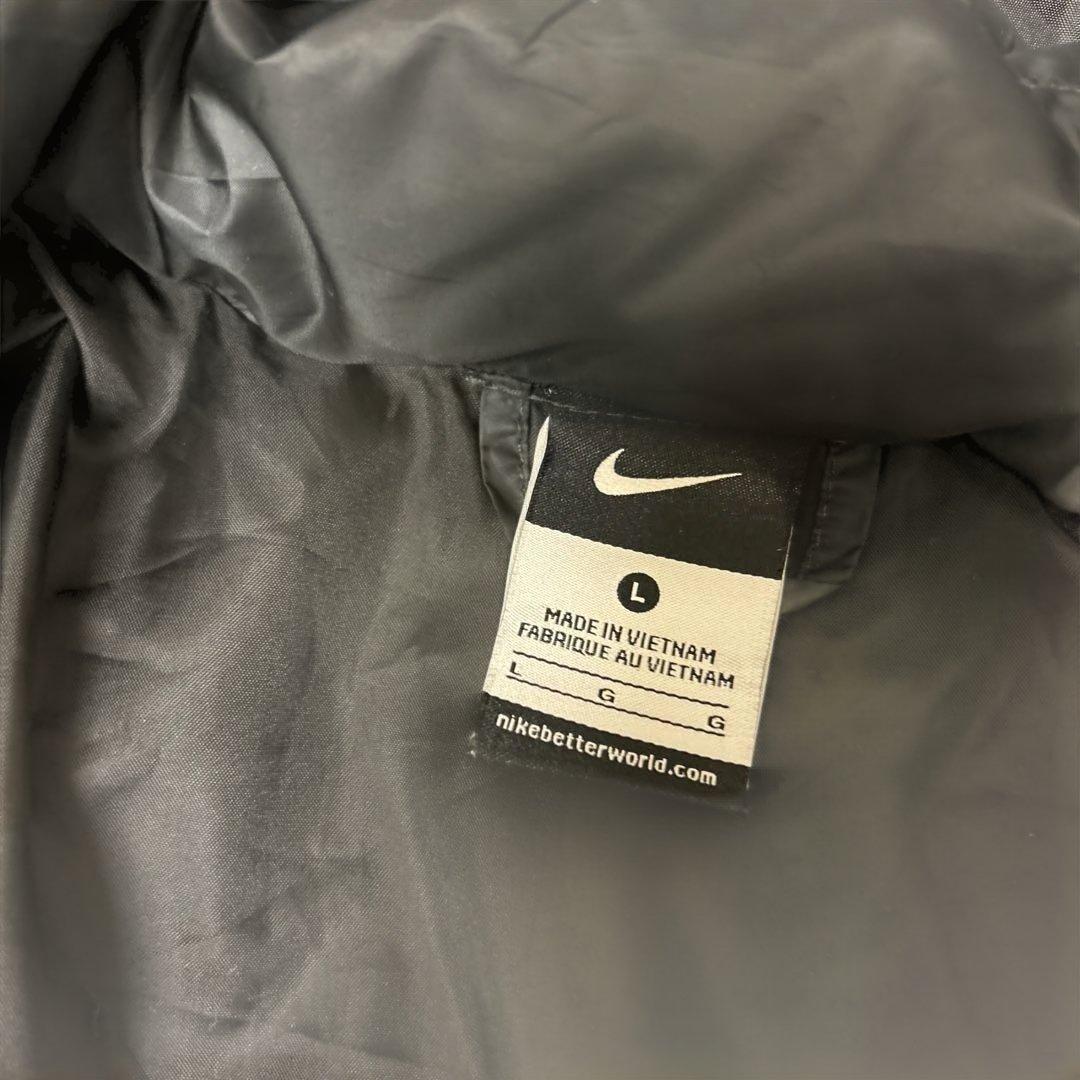 L
MADE IN VIETNAM
FABRIQUE AU VIETNAM
L G G
nikebetterworld.com